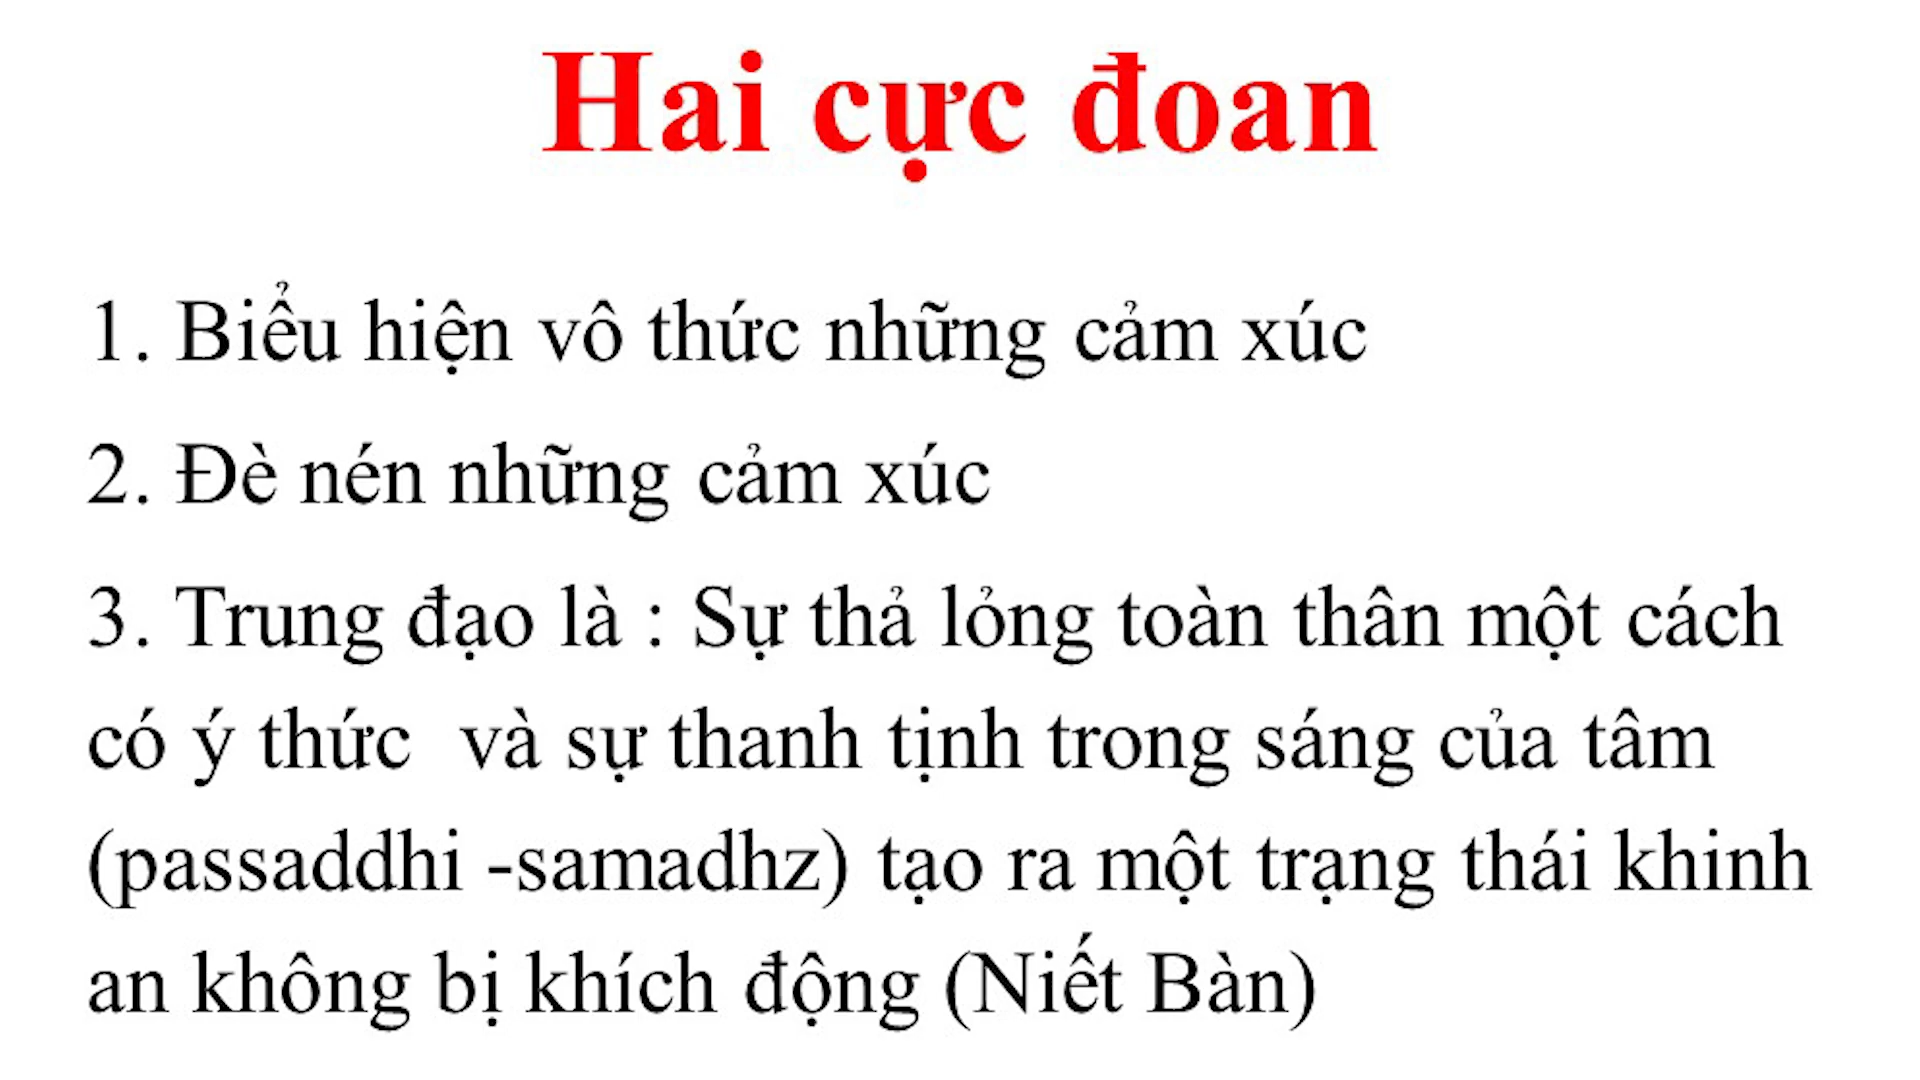 Hai cực đoan
1. Biểu hiện vô thức những cảm xúc
2. Đè nén những cảm xúc
3. Trung đạo là : Sự thả lỏng toàn thân một cách
có ý thức  và sự thanh tịnh trong sáng của tâm
(passaddhi -samadhz) tạo ra một trạng thái khinh
an không bị khích động (Niết Bàn)